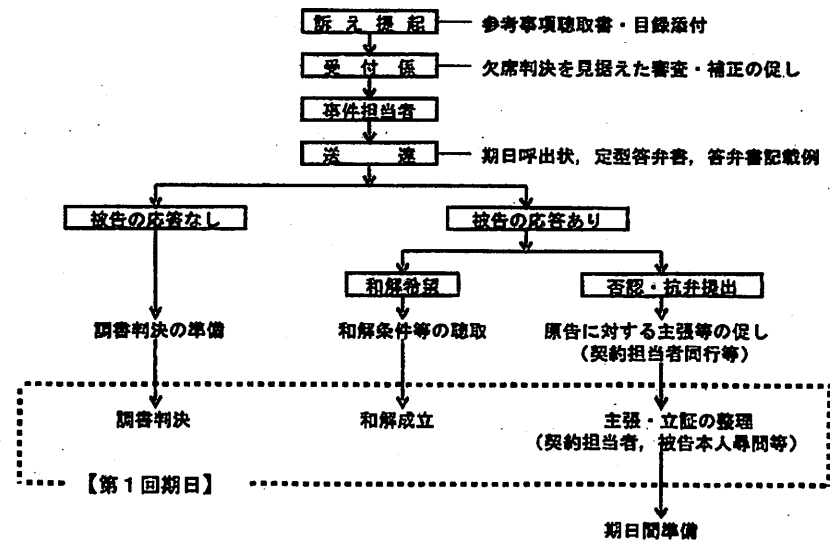 訴え提起
参考事項聴取書・目録添付
受付係
欠席判決を見据えた審査・補正の促し
事件担当者
送達
期日呼出状，定型答弁書，答弁書記載例
被告の応答なし
被告の応答あり
和解希望
否認・抗弁提出
調書判決の準備
和解条件等の聴取
原告に対する主張等の促し
（契約担当者同行等）
調書判決
和解成立
主張・立証の整理
（契約担当者，被告本人尋問等）
【第１回期日】
期日間準備